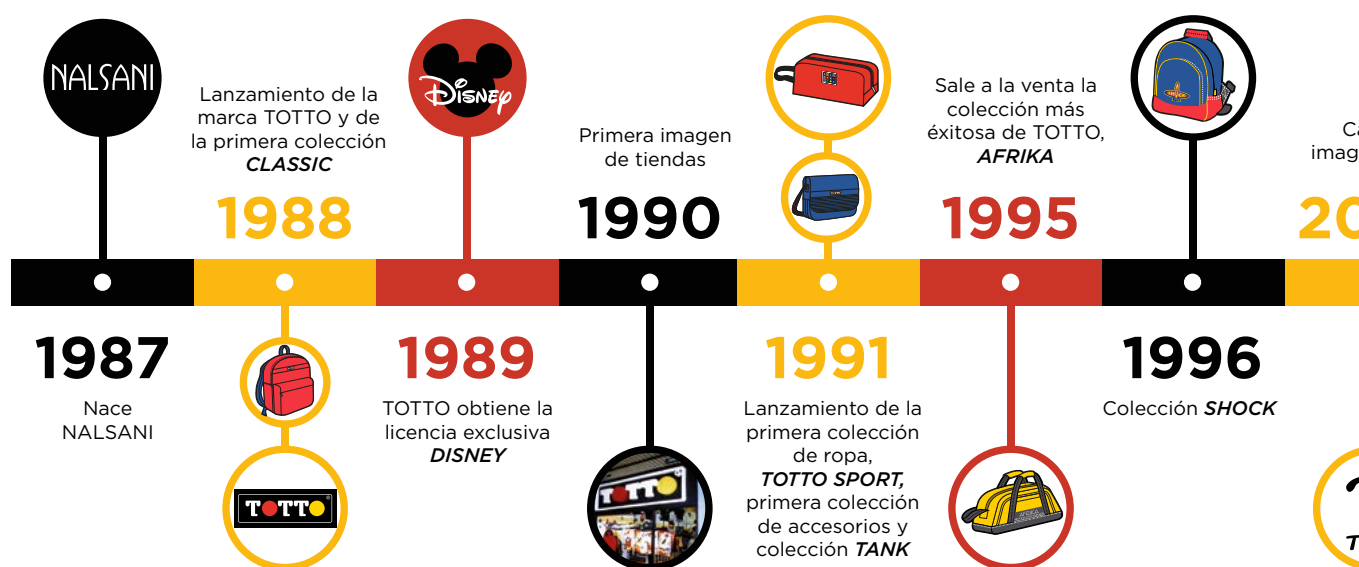 NALSANI
1987
Nace
NALSANI
Lanzamiento de la
marca TOTTO y de
la primera colección
CLASSIC
1988
TOTTO
DISNEY
1989
TOTTO obtiene la
licencia exclusiva
DISNEY
Primera imagen
de tiendas
1990
TOTTO
1991
Lanzamiento de la
primera colección
de ropa,
TOTTO SPORT,
primera colección
de accesorios y
colección TANK
Sale a la venta la
colección más
éxitosa de TOTTO,
AFRIKA
1995
1996
Colección SHOCK